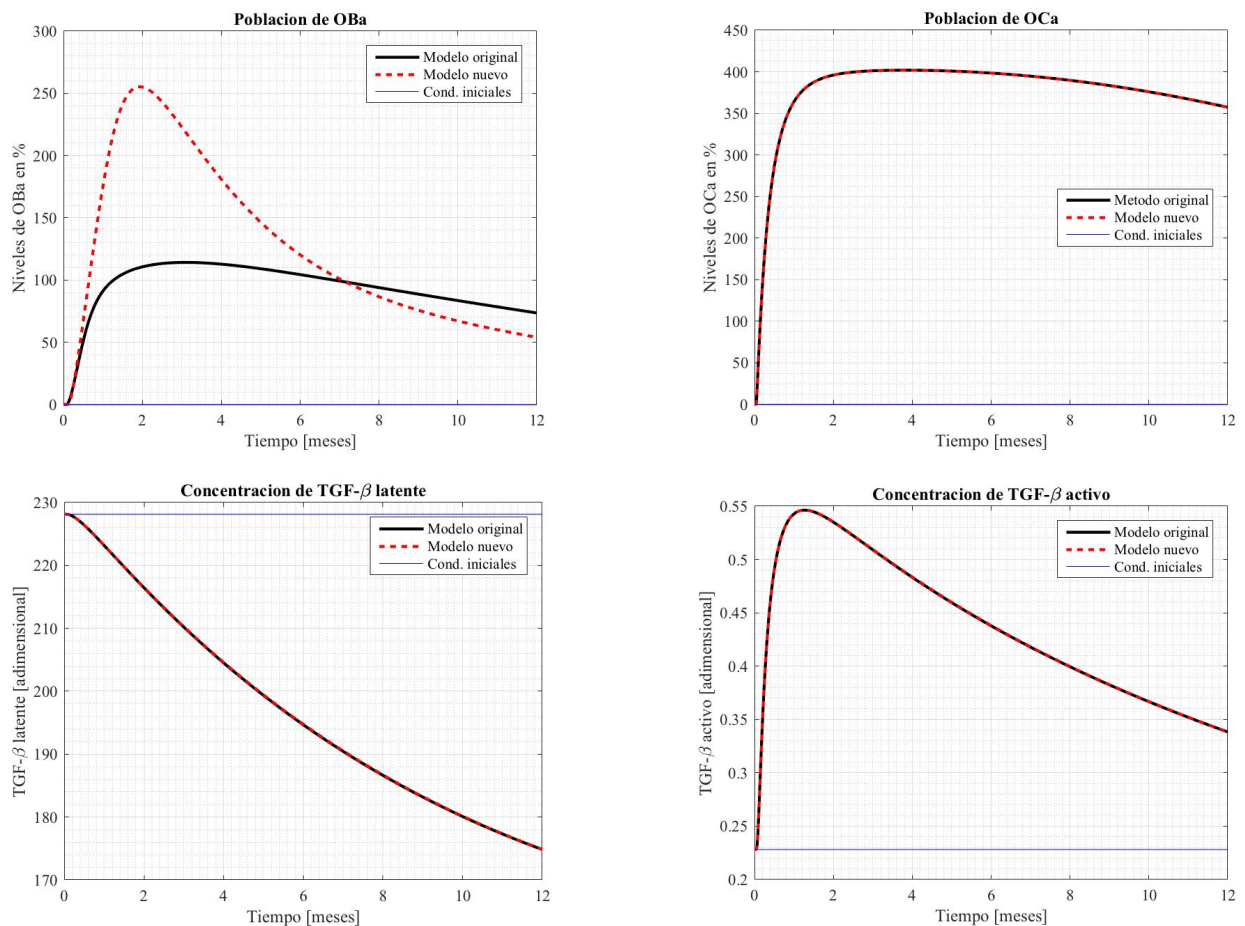 Poblacion de OBa
300
250
200
150
100
50
0
Niveles de OBa en %
Modelo original
Modelo nuevo
Cond. iniciales
0 2 4 6 8 10 12
Tiempo [meses]
Poblacion de OCa
450
400
350
300
250
200
150
100
50
0
Niveles de OCa en %
Metodo original
Modelo nuevo
Cond. iniciales
0 2 4 6 8 10 12
Tiempo [meses]
Concentracion de TGF-β latente
230
220
210
200
190
180
170
TGF-β latente [adimensional]
Modelo original
Modelo nuevo
Cond. iniciales
0 2 4 6 8 10 12
Tiempo [meses]
Concentracion de TGF-β activo
0.55
0.5
0.45
0.4
0.35
0.3
0.25
0.2
TGF-β activo [adimensional]
Modelo original
Modelo nuevo
Cond. iniciales
0 2 4 6 8 10 12
Tiempo [meses]